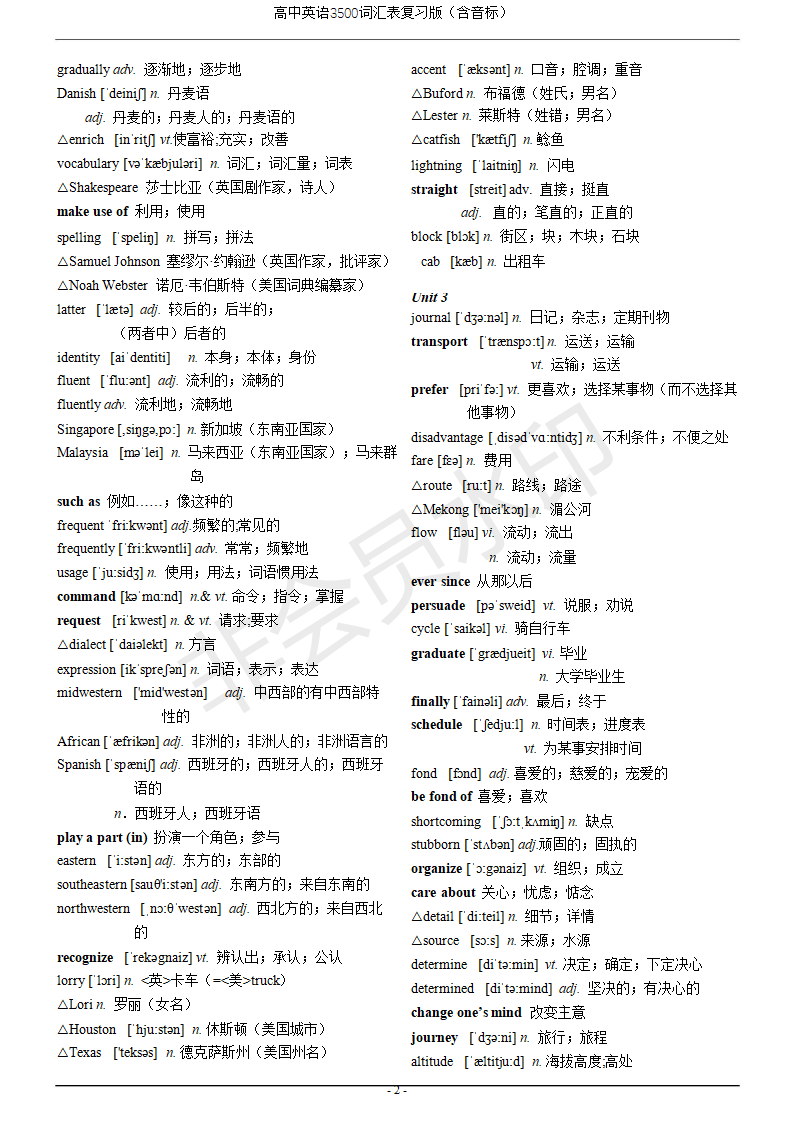 高中英语3500词汇表复习版（含音标）
gradually adv. 逐渐地；逐步地
Danish [ˈdeiniʃ] n. 丹麦语
adj. 丹麦的；丹麦人的；丹麦语的
△enrich [inˈritʃ] vt.使富裕;充实；改善
vocabulary [vəˈkæbjuləri] n. 词汇；词汇量；词表
△Shakespeare 莎士比亚（英国剧作家，诗人）
make use of 利用；使用
spelling [ˈspeliŋ] n. 拼写；拼法
△Samuel Johnson 塞缪尔·约翰逊（英国作家，批评家）
△Noah Webster 诺厄·韦伯斯特（美国词典编纂家）
latter [ˈlætə] adj. 较后的；后半的；
（两者中）后者的
identity [aiˈdentiti] n. 本身；本体；身份
fluent [ˈflu:ənt] adj. 流利的；流畅的
fluently adv. 流利地；流畅地
Singapore [,siŋgə,pɔ:] n. 新加坡（东南亚国家）
Malaysia [məˈlei] n. 马来西亚（东南亚国家）；马来群
岛
such as 例如……；像这种的
frequent ˈfri:kwənt] adj.频繁的;常见的
frequently [ˈfri:kwəntli] adv. 常常；频繁地
usage [ˈju:sidʒ] n. 使用；用法；词语惯用法
command [kəˈmɑ:nd] n.& vt. 命令；指令；掌握
request [riˈkwest] n. & vt. 请求;要求
△dialect [ˈdaiəlekt] n. 方言
expression [ikˈspreʃən] n. 词语；表示；表达
midwestern ['mid'westən] adj. 中西部的有中西部特
性的
African [ˈæfrikən] adj. 非洲的；非洲人的；非洲语言的
Spanish [ˈspæniʃ] adj. 西班牙的；西班牙人的；西班牙
语的
n．西班牙人；西班牙语
play a part (in) 扮演一个角色；参与
eastern [ˈi:stən] adj. 东方的；东部的
southeastern [sauθ'i:stən] adj. 东南方的；来自东南的
northwestern [ˌnɔ:θˈwestən] adj. 西北方的；来自西北
的
recognize [ˈrekəgnaiz] vt. 辨认出；承认；公认
lorry [ˈlɔri] n. <英>卡车（=<美>truck）
△Lori n. 罗丽（女名）
△Houston [ˈhju:stən] n. 休斯顿（美国城市）
△Texas ['teksəs] n. 德克萨斯州（美国州名）
accent [ˈæksənt] n. 口音；腔调；重音
△Buford n. 布福德（姓氏；男名）
△Lester n. 莱斯特（姓错；男名）
△catfish ['kætfiʃ] n. 鲶鱼
lightning [ˈlaitniŋ] n. 闪电
straight [streit] adv. 直接；挺直
adj. 直的；笔直的；正直的
block [blɔk] n. 街区；块；木块；石块
cab [kæb] n. 出租车
Unit 3
journal [ˈdʒə:nəl] n. 日记；杂志；定期刊物
transport [ˈtrænspɔ:t] n. 运送；运输
vt. 运输；运送
prefer [priˈfə:] vt. 更喜欢；选择某事物（而不选择其
他事物）
disadvantage [ˌdisədˈvɑ:ntidʒ] n. 不利条件；不便之处
fare [fɛə] n. 费用
△route [ru:t] n. 路线；路途
△Mekong ['mei'kɔŋ] n. 湄公河
flow [fləu] vi. 流动；流出
n. 流动；流量
ever since 从那以后
persuade [pəˈsweid] vt. 说服；劝说
cycle [ˈsaikəl] vi. 骑自行车
graduate [ˈgrædjueit] vi. 毕业
n. 大学毕业生
finally [ˈfainəli] adv. 最后；终于
schedule [ˈʃedju:l] n. 时间表；进度表
vt. 为某事安排时间
fond [fɔnd] adj. 喜爱的；慈爱的；宠爱的
be fond of 喜爱；喜欢
shortcoming [ˈʃɔ:tˌkʌmiŋ] n. 缺点
stubborn [ˈstʌbən] adj.顽固的；固执的
organize [ˈɔ:gənaiz] vt. 组织；成立
care about 关心；忧虑；惦念
△detail [ˈdi:teil] n. 细节；详情
△source [sɔ:s] n. 来源；水源
determine [diˈtə:min] vt. 决定；确定；下定决心
determined [diˈtə:mind] adj. 坚决的；有决心的
change one’s mind 改变主意
journey [ˈdʒə:ni] n. 旅行；旅程
altitude [ˈæltitju:d] n. 海拔高度;高处
非会员水印
- 2 -